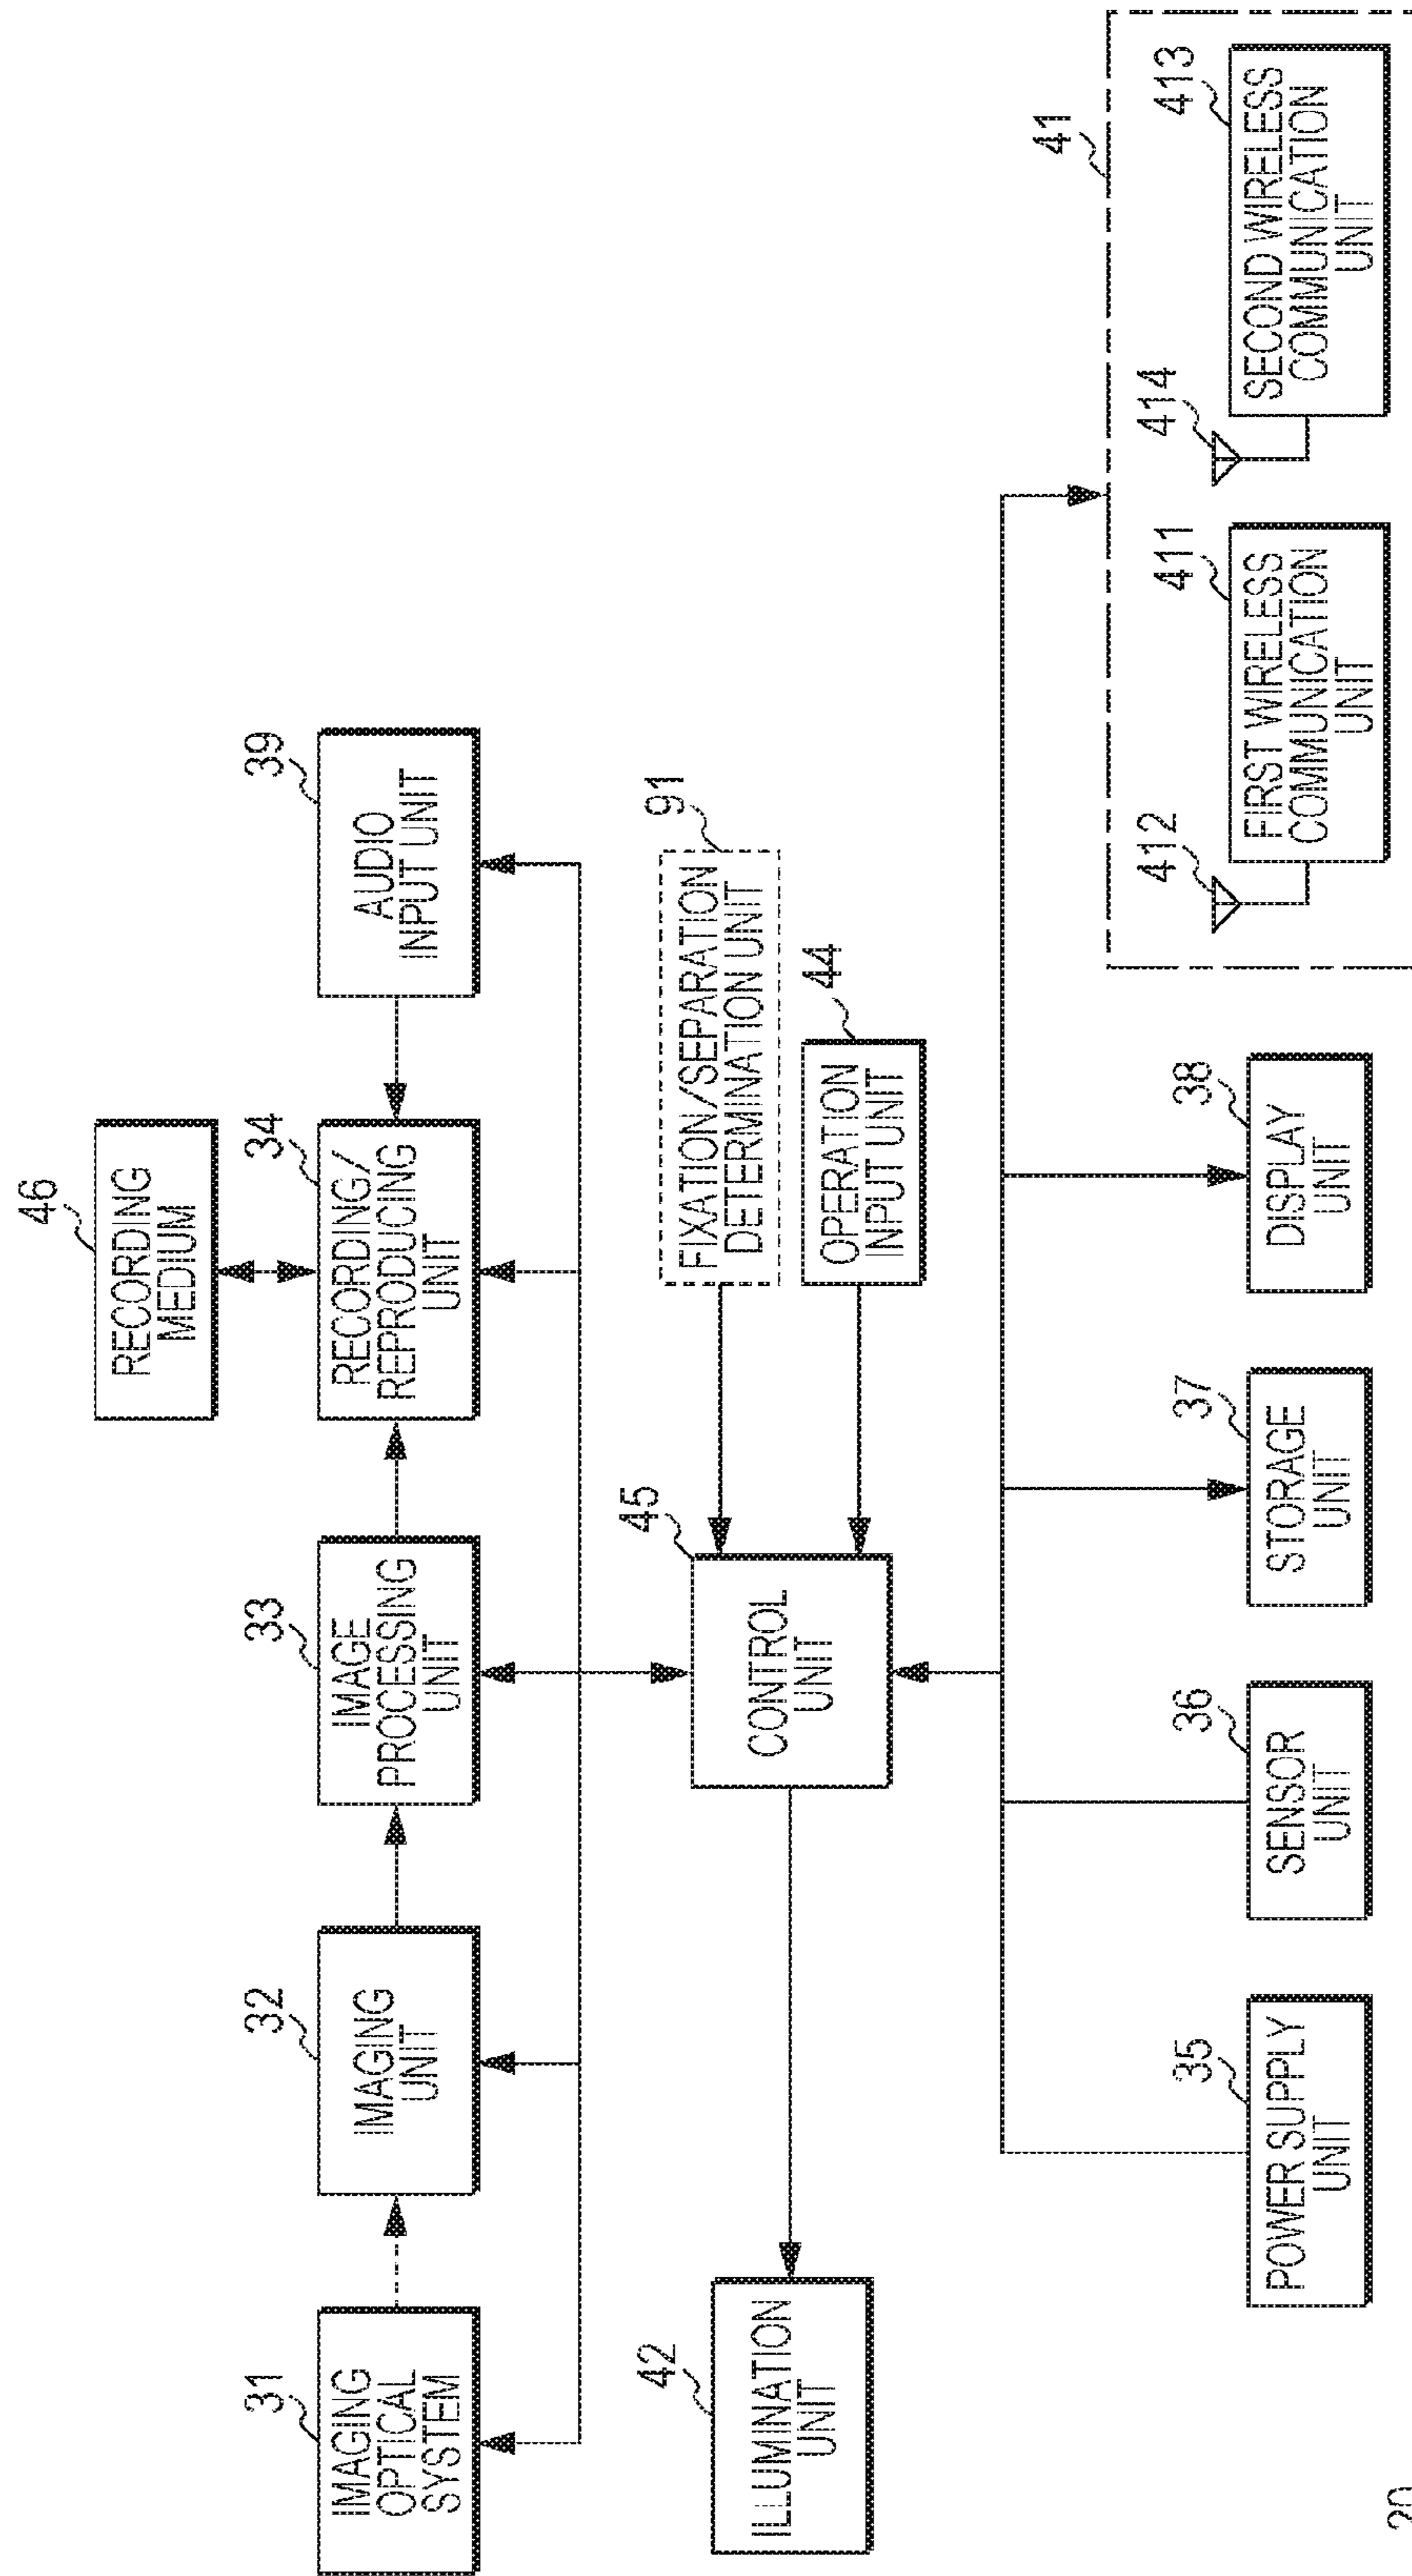 46
RECORDING
MEDIUM
31
IMAGING
OPTICAL
SYSTEM
32
IMAGING
UNIT
33
IMAGE
PROCESSING
UNIT
34
RECORDING/
REPRODUCING
UNIT
39
AUDIO
INPUT UNIT
42
ILLUMINATION
UNIT
45
CONTROL
UNIT
91
FIXATION/SEPARATION
DETERMINATION UNIT
44
OPERATION
INPUT UNIT
35
POWER SUPPLY
UNIT
36
SENSOR
UNIT
37
STORAGE
UNIT
38
DISPLAY
UNIT
41
412
411
FIRST WIRELESS
COMMUNICATION
UNIT
414
413
SECOND WIRELESS
COMMUNICATION
UNIT